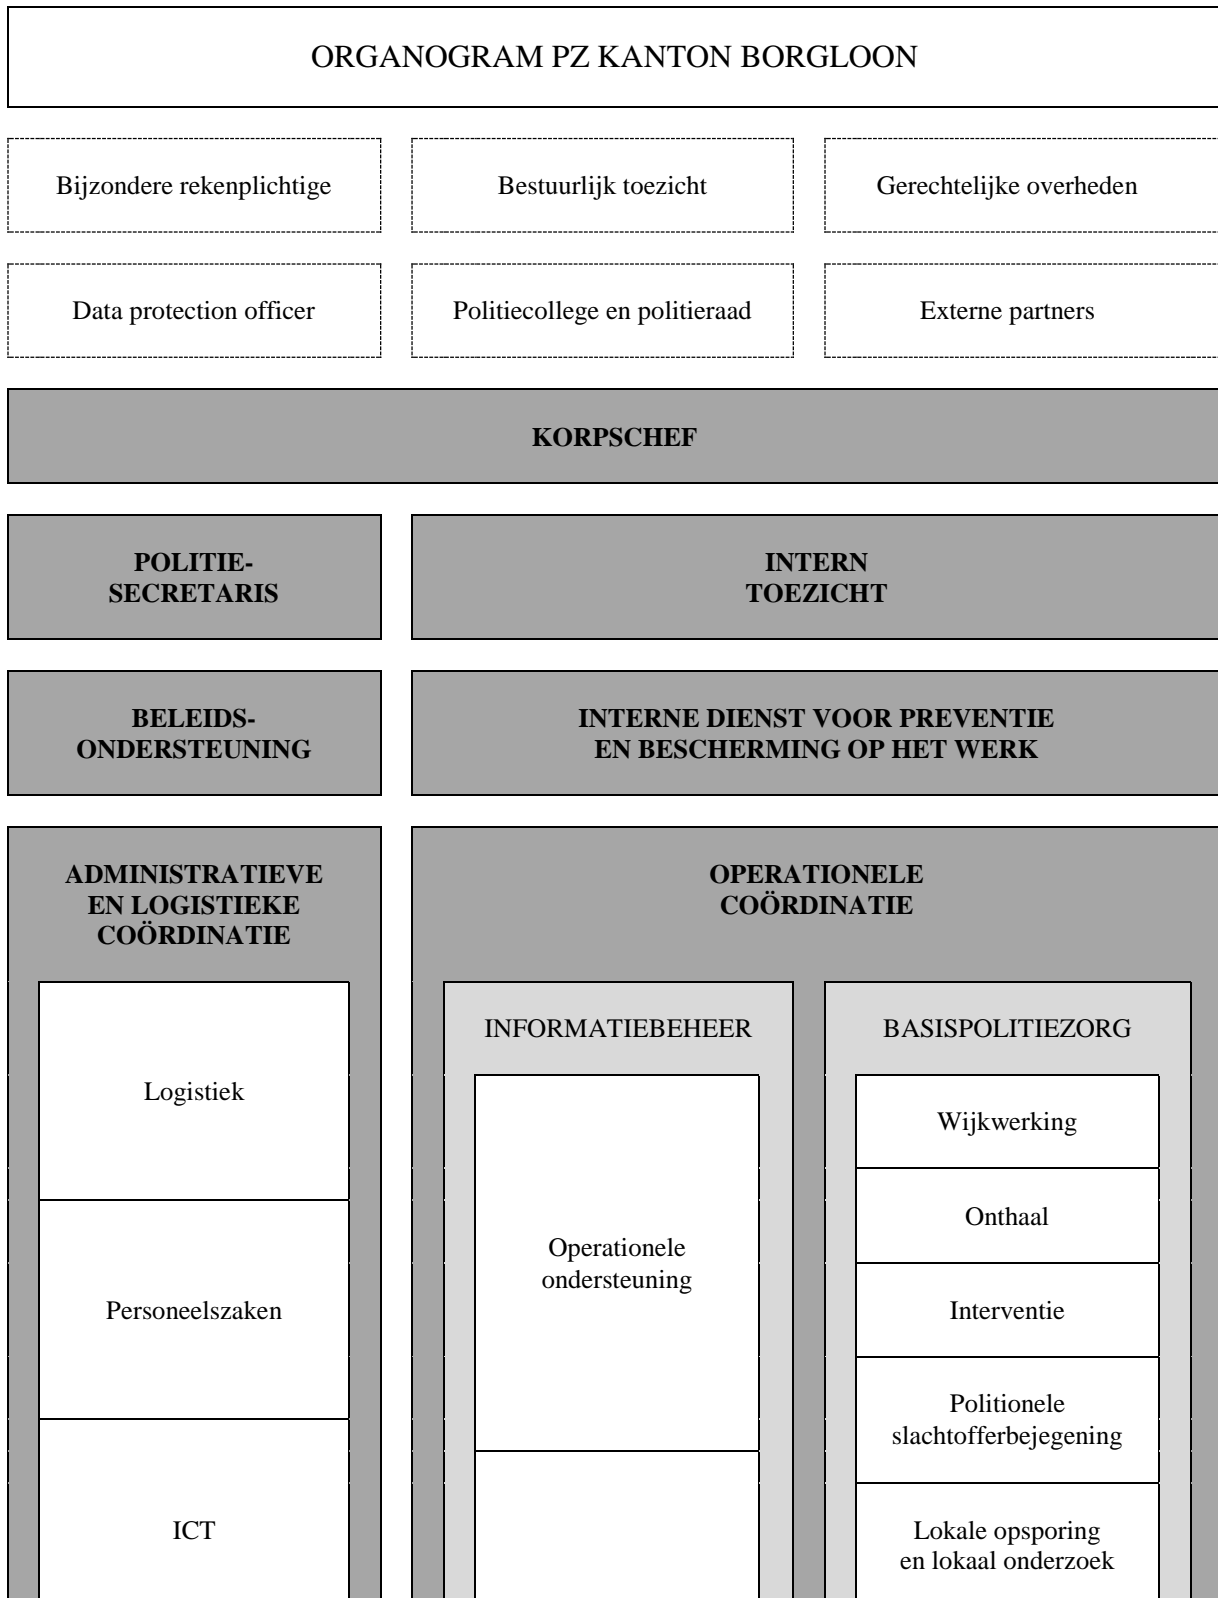 ORGANOGRAM PZ KANTON BORGLOON
Bijzondere rekenplichtige
Bestuurlijk toezicht
Gerechtelijke overheden
Data protection officer
Politiecollege en politieraad
Externe partners
KORPSCHEF
POLITIE-
SECRETARIS
INTERN
TOEZICHT
BELEIDS-
ONDERSTEUNING
INTERNE DIENST VOOR PREVENTIE
EN BESCHERMING OP HET WERK
ADMINISTRATIEVE
EN LOGISTIEKE
COÖRDINATIE
Logistiek
Personeelszaken
ICT
OPERATIONELE
COÖRDINATIE
INFORMATIEBEHEER
Operationele
ondersteuning
BASISPOLITIEZORG
Wijkwerking
Onthaal
Interventie
Politionele
slachtofferbejegening
Lokale opsporing
en lokaal onderzoek